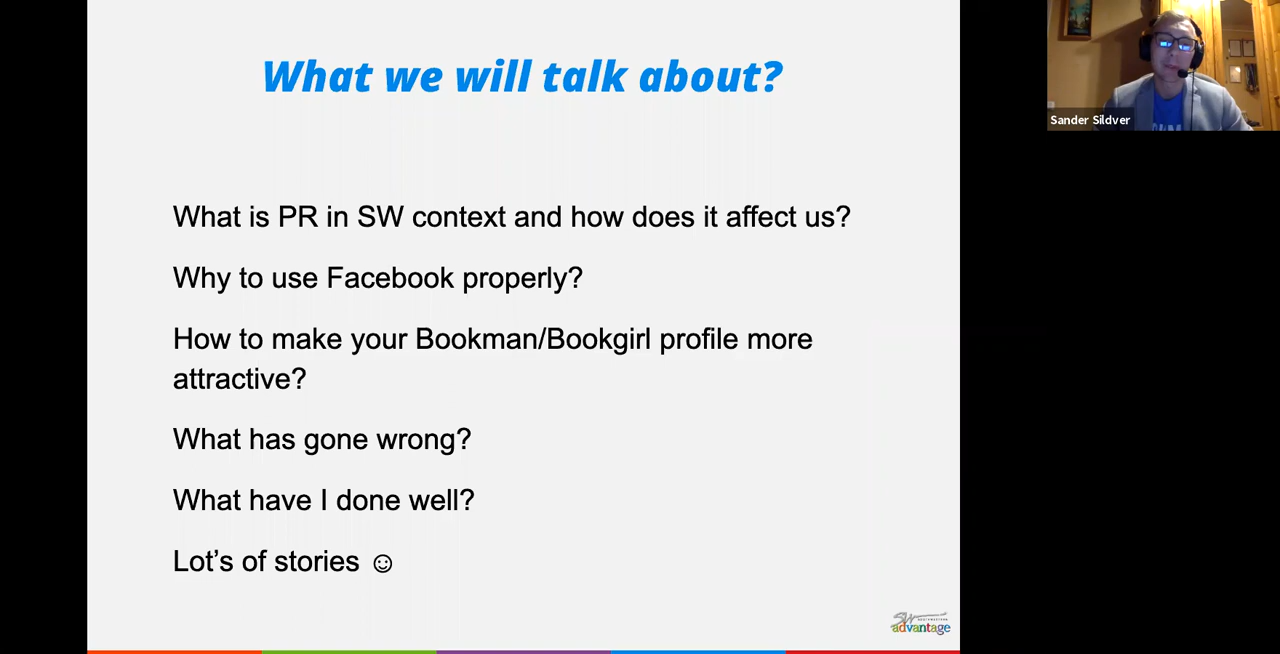 What we will talk about?
Sander Sildver
What is PR in SW context and how does it affect us?
Why to use Facebook properly?
How to make your Bookman/Bookgirl profile more
attractive?
What has gone wrong?
What have I done well?
Lot’s of stories ☺
SW SOUTHWESTERN
advantage